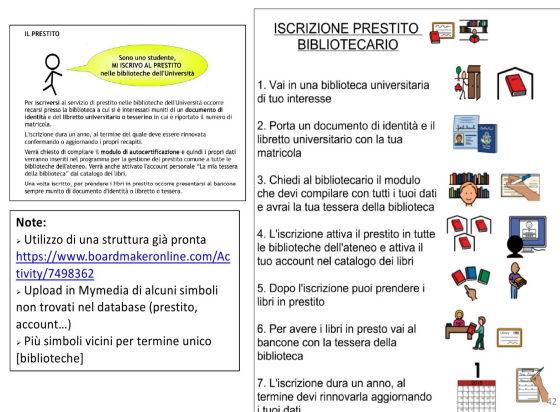 IL PRESTITO
Sono uno studente,
MI ISCRIVO AL PRESTITO
nelle biblioteche dell'Università
Per iscriversi al servizio di prestito nelle biblioteche dell'Università occorre
recarsi presso la biblioteca a cui si è interessati muniti di un documento di
identità e del libretto universitario o tesserino in cui è riportato il numero di
matricola.
L'iscrizione dura un anno, al termine del quale deve essere rinnovata
confermando o aggiornando i propri recapiti.
Verrà chiesto di compilare il modulo di autocertificazione e quindi i propri dati
verranno inseriti nel programma per la gestione del prestito comune a tutte le
biblioteche dell'ateneo. Verrà anche attivato l'account personale "La mia tessera
della biblioteca" dal catalogo dei libri.
Una volta iscritto, per prendere i libri in prestito occorre presentarsi al bancone
sempre munito di documento d'identità o libretto o tessera.
Note:
➢ Utilizzo di una struttura già pronta
https://www.boardmakeronline.com/Ac
tivity/7498362
➢ Upload in Mymedia di alcuni simboli
non trovati nel database (prestito,
account…)
➢ Più simboli vicini per termine unico
[biblioteche]
ISCRIZIONE PRESTITO
BIBLIOTECARIO
1. Vai in una biblioteca universitaria
di tuo interesse
2. Porta un documento di identità e il
libretto universitario con la tua
matricola
3. Chiedi al bibliotecario il modulo
che devi compilare con tutti i tuoi dati
e avrai la tua tessera della biblioteca
4. L'iscrizione attiva il prestito in tutte
le biblioteche dell'ateneo e attiva il
tuo account nel catalogo dei libri
5. Dopo l'iscrizione puoi prendere i
libri in prestito
6. Per avere i libri in presto vai al
bancone con la tessera della
biblioteca
7. L'iscrizione dura un anno, al
termine devi rinnovarla aggiornando
i tuoi dati
1
42